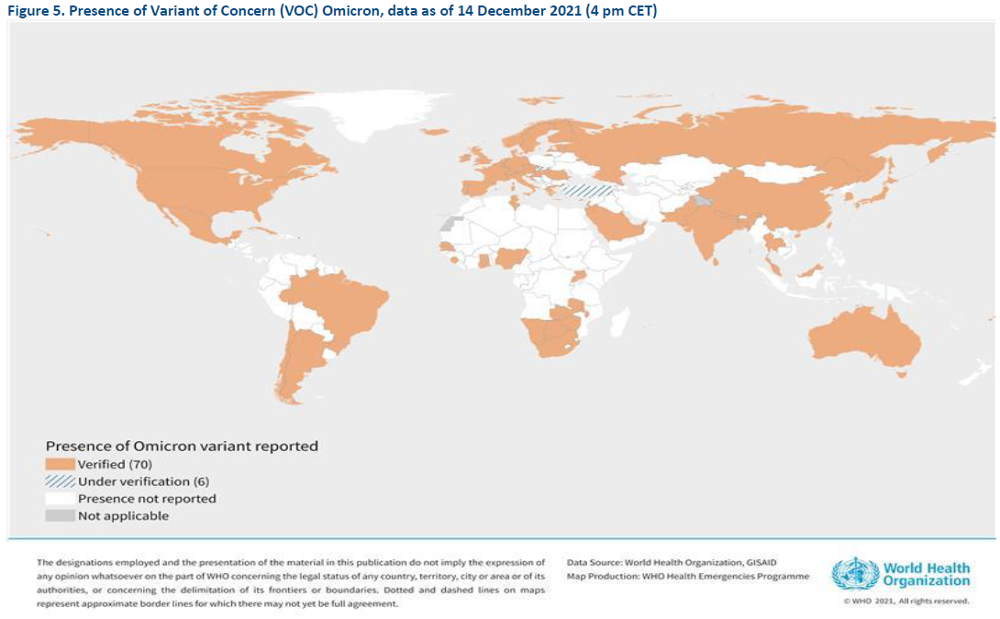 Figure 5. Presence of Variant of Concern (VOC) Omicron, data as of 14 December 2021 (4 pm CET)
Presence of Omicron variant reported
Verified (70)
Under verification (6)
Presence not reported
Not applicable
The designations employed and the presentation of the material in this publication do not imply the expression of
any opinion whatsoever on the part of WHO concerning the legal status of any country, territory, city or area or of its
authorities, or concerning the delimitation of its frontiers or boundaries. Dotted and dashed lines on maps
represent approximate border lines for which there may not yet be full agreement.
Data Source: World Health Organization, GISAID
Map Production: WHO Health Emergencies Programme
World Health
Organization
© WHO 2021, All rights reserved.